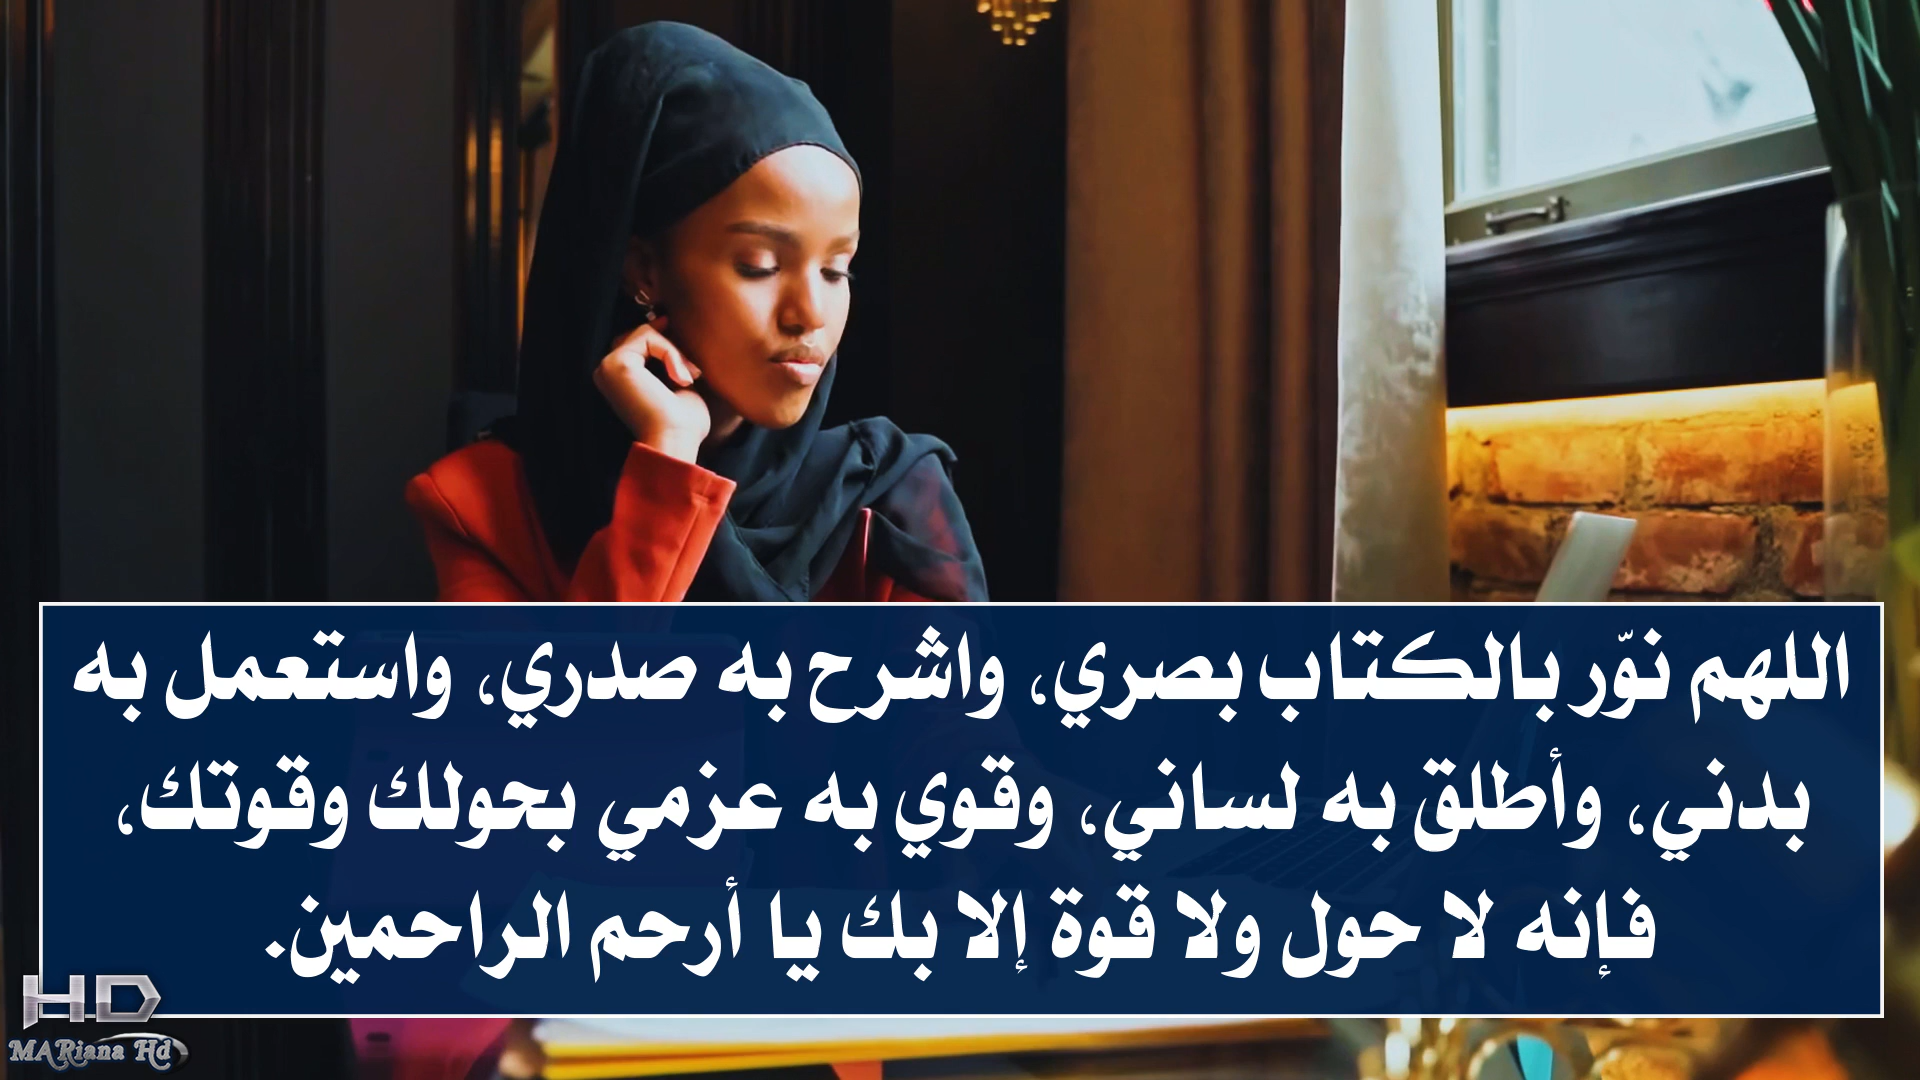 اللهم نوّر بالكتاب بصري، واشرح به صدري، واستعمل به
بدني، وأطلق به لساني، وقوي به عزمي بحولك وقوتك،
فإنه لا حول ولا قوة إلا بك يا أرحم الراحمين.
HD
MARiana Hd